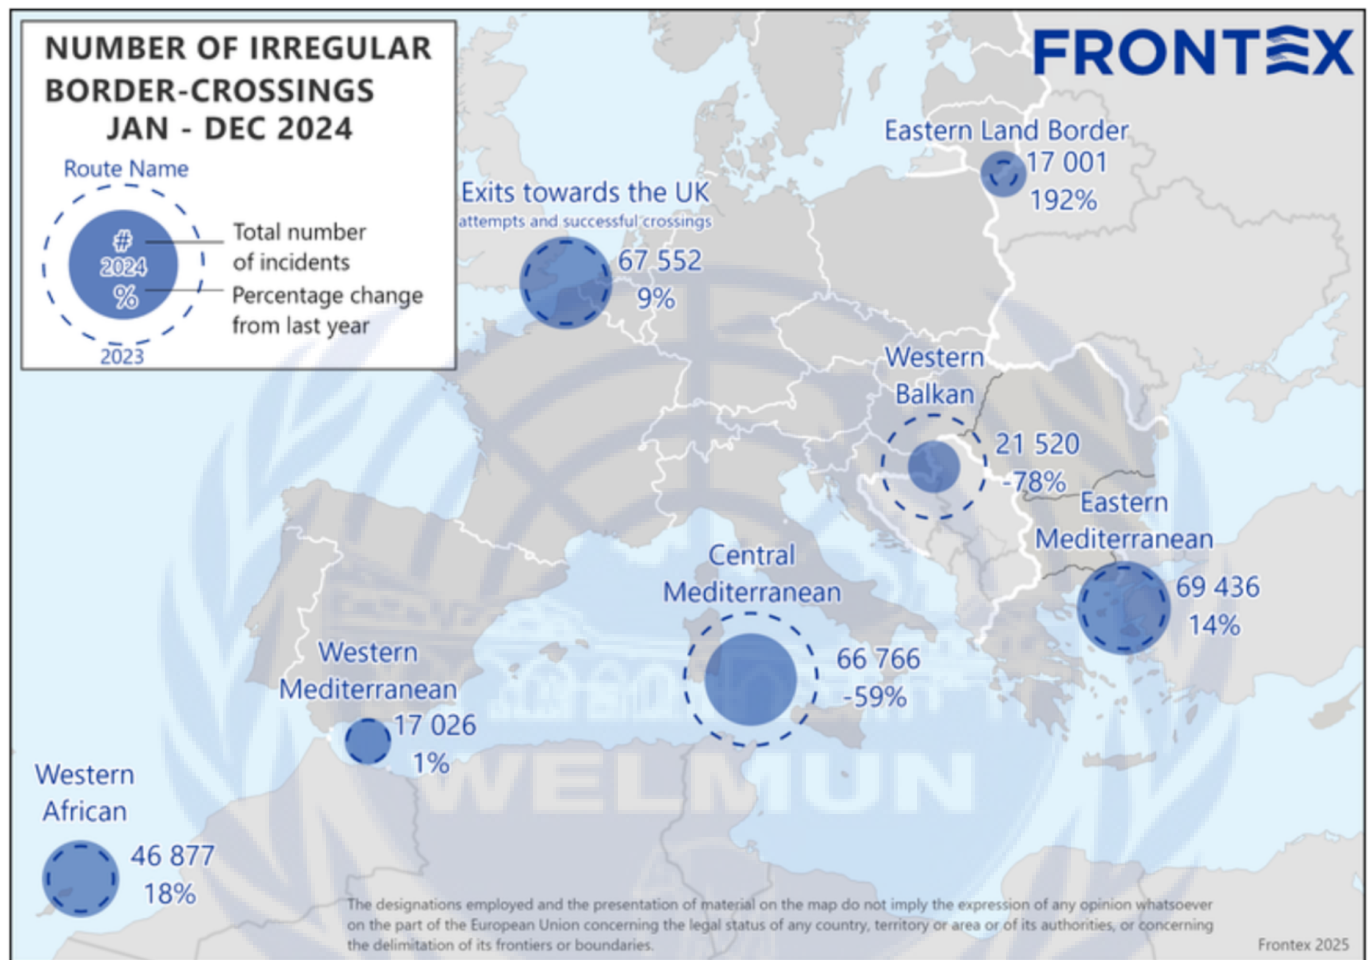 NUMBER OF IRREGULAR
BORDER-CROSSINGS
JAN - DEC 2024
Route Name
#
2024
%
Total number
of incidents
Percentage change
from last year
2023
FRONTEX
Eastern Land Border
17 001
192%
Exits towards the UK
attempts and successful crossings
67 552
9%
Western
Balkan
21 520
-78%
Eastern
Mediterranean
69 436
14%
Central
Mediterranean
66 766
-59%
Western
Mediterranean
17 026
1%
WELMUN
Western
African
46 877
18%
The designations employed and the presentation of material on the map do not imply the expression of any opinion whatsoever
on the part of the European Union concerning the legal status of any country, territory or area or of its authorities, or concerning
the delimitation of its frontiers or boundaries.
Frontex 2025